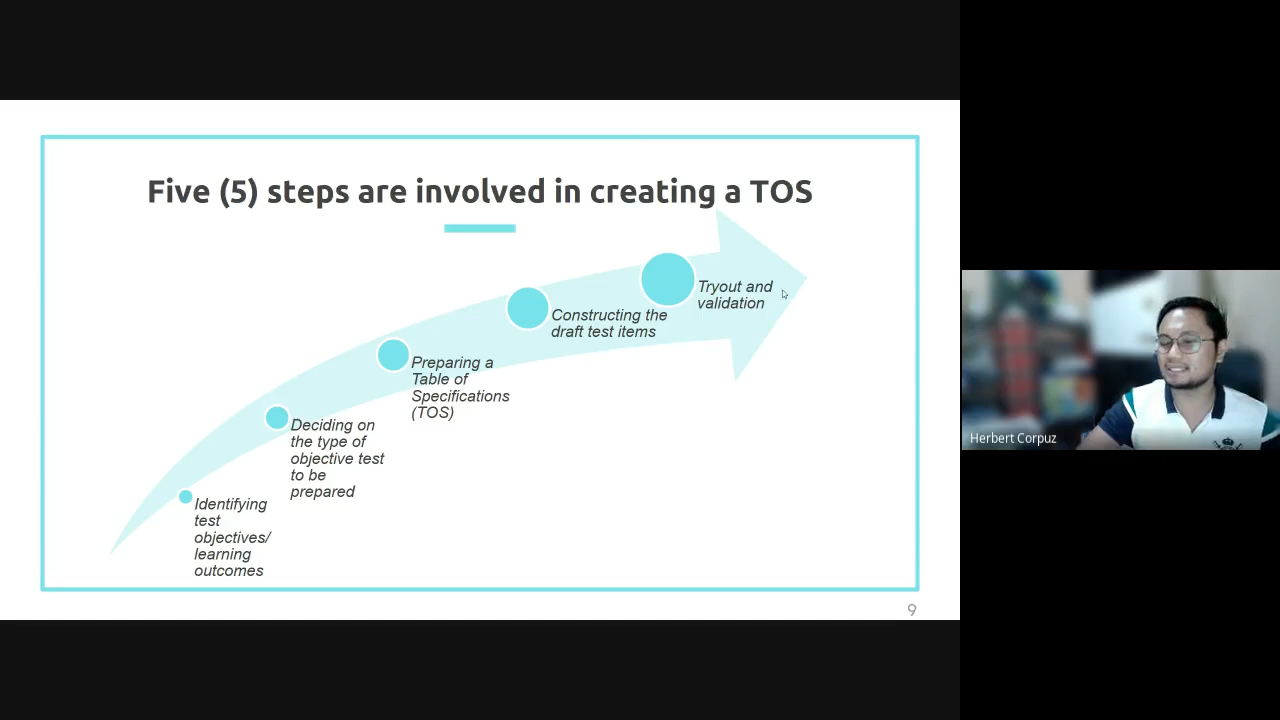 Five (5) steps are involved in creating a TOS
Tryout and
validation
Constructing the
draft test items
Preparing a
Table of
Specifications
(TOS)
Deciding on
the type of
objective test
to be
prepared
Identifying
test
objectives/
learning
outcomes
9
Herbert Corpuz